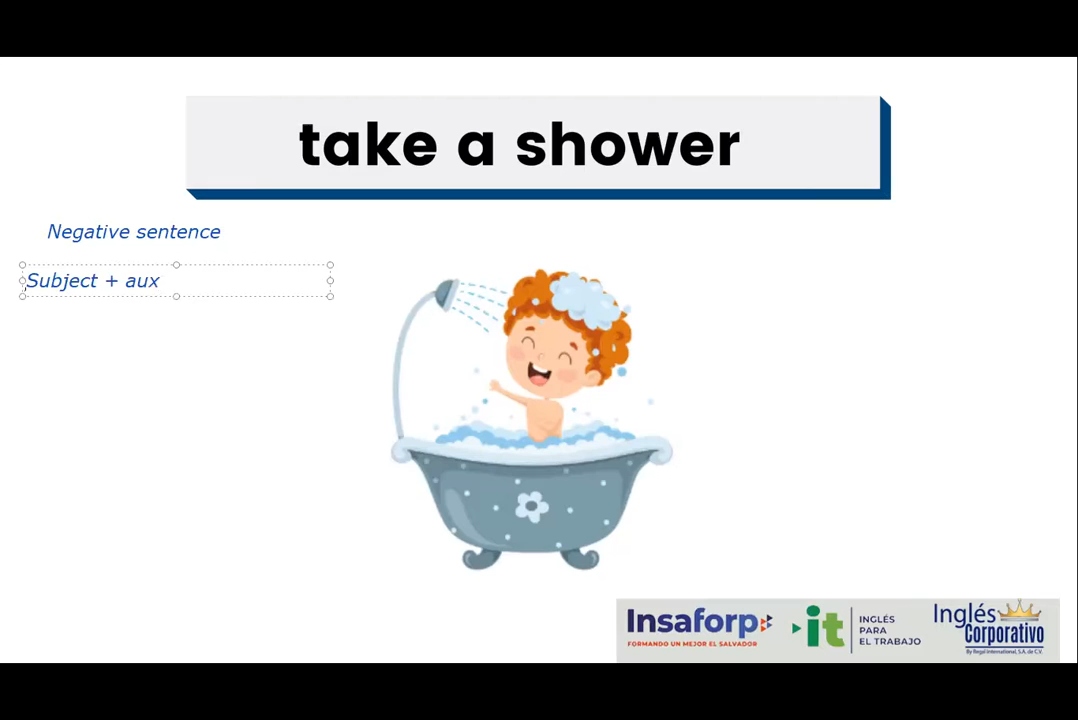 take a shower
Negative sentence
Subject + aux
Insaforp
FORMANDO UN MEJOR EL SALVADOR
it
INGLÉS
PARA
EL TRABAJO
Inglés
Corporativo
By Regal International, S.A. de C.V.